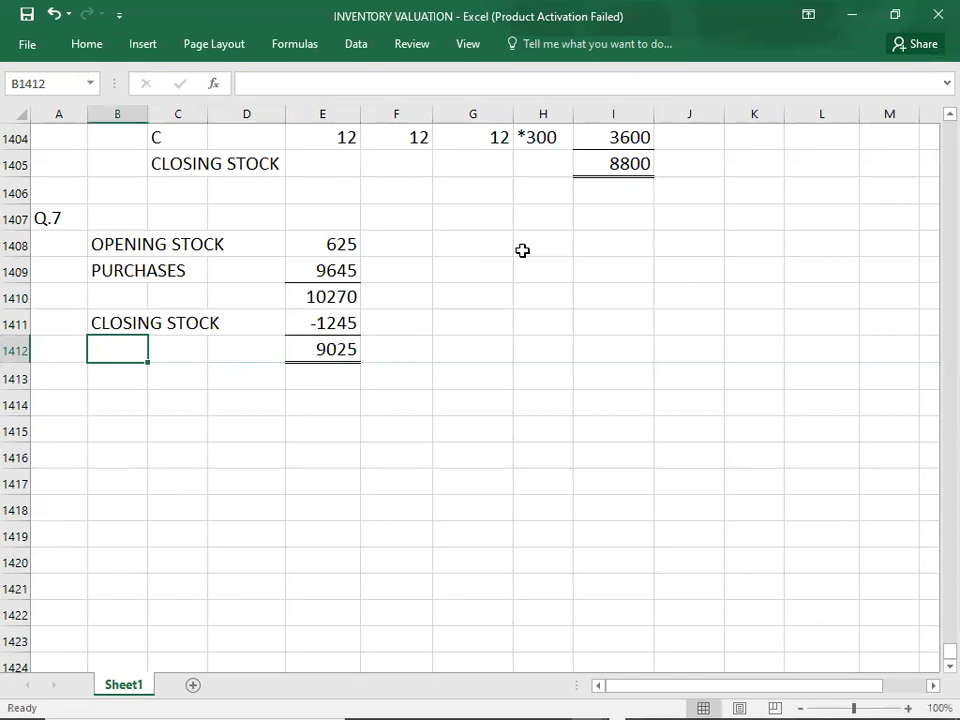 INVENTORY VALUATION - Excel (Product Activation Failed)
File Home Insert Page Layout Formulas Data Review View Tell me what you want to do... Share
B1412 fx
A B C D E F G H I J K L M
1404 C 12 12 12 *300 3600
1405 CLOSING STOCK 8800
1406
1407 Q.7
1408 OPENING STOCK 625
1409 PURCHASES 9645
1410 10270
1411 CLOSING STOCK -1245
1412 9025
1413
1414
1415
1416
1417
1418
1419
1420
1421
1422
1423
1424
Sheet1
Ready 100%